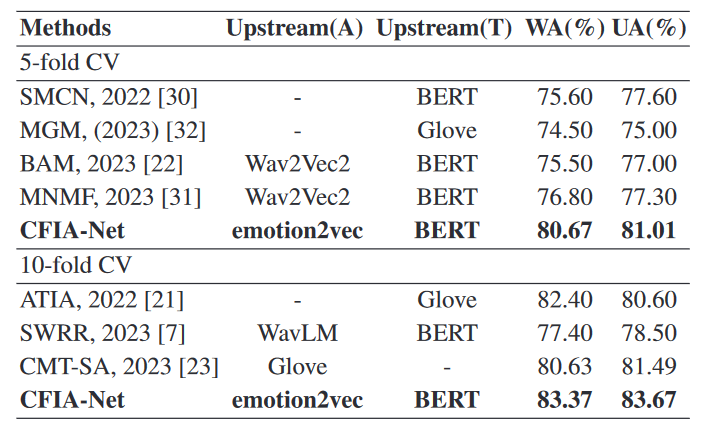 Methods Upstream(A) Upstream(T) WA(%) UA(%)
5-fold CV
SMCN, 2022 [30] - BERT 75.60 77.60
MGM, (2023) [32] - Glove 74.50 75.00
BAM, 2023 [22] Wav2Vec2 BERT 75.50 77.00
MNMF, 2023 [31] Wav2Vec2 BERT 76.80 77.30
CFIA-Net emotion2vec BERT 80.67 81.01
10-fold CV
ATIA, 2022 [21] - Glove 82.40 80.60
SWRR, 2023 [7] WavLM BERT 77.40 78.50
CMT-SA, 2023 [23] Glove - 80.63 81.49
CFIA-Net emotion2vec BERT 83.37 83.67